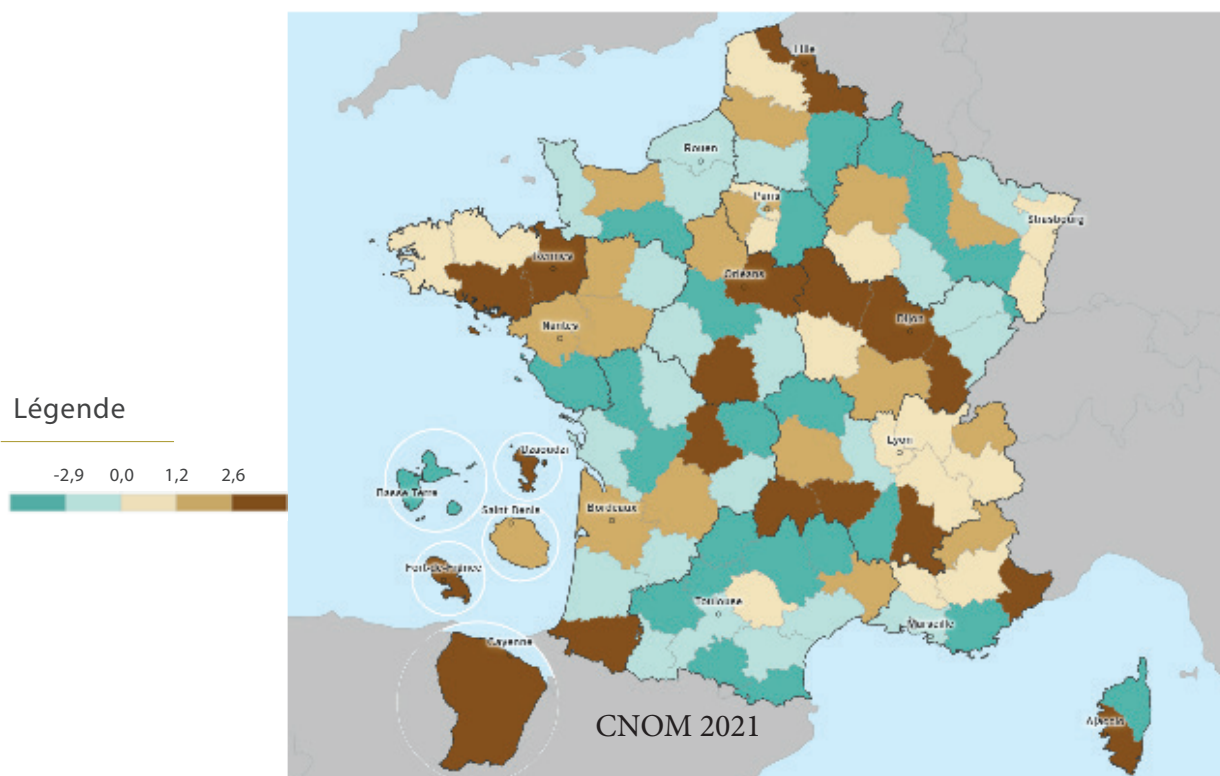 Légende
-2,9 0,0 1,2 2,6
Lille
Rouen
Paris
Strasbourg
Rennes
Orléans
Dijon
Nantes
Lyon
Dzaoudzi
Basse Terre
Saint Denis
Bordeaux
Fort-de-France
Toulouse
Marseille
Cayenne
Ajaccio
CNOM 2021